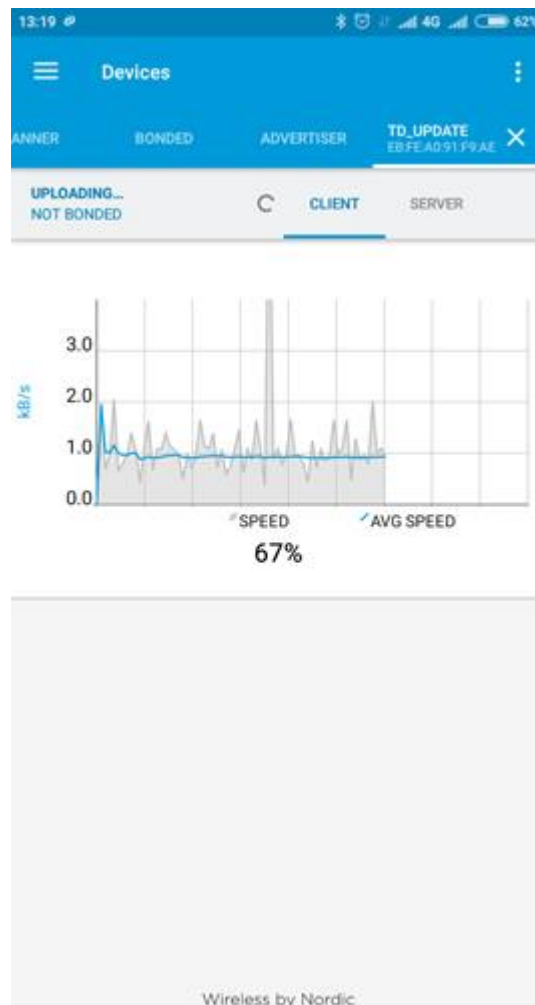 13:19 4G 62%
Devices
ANNER BONDED ADVERTISER TD_UPDATE
EB:FE:A0:91:F9:AE
UPLOADING...
NOT BONDED
CLIENT SERVER
kB/s
3.0
2.0
1.0
0.0
SPEED AVG SPEED
67%
Wireless by Nordic